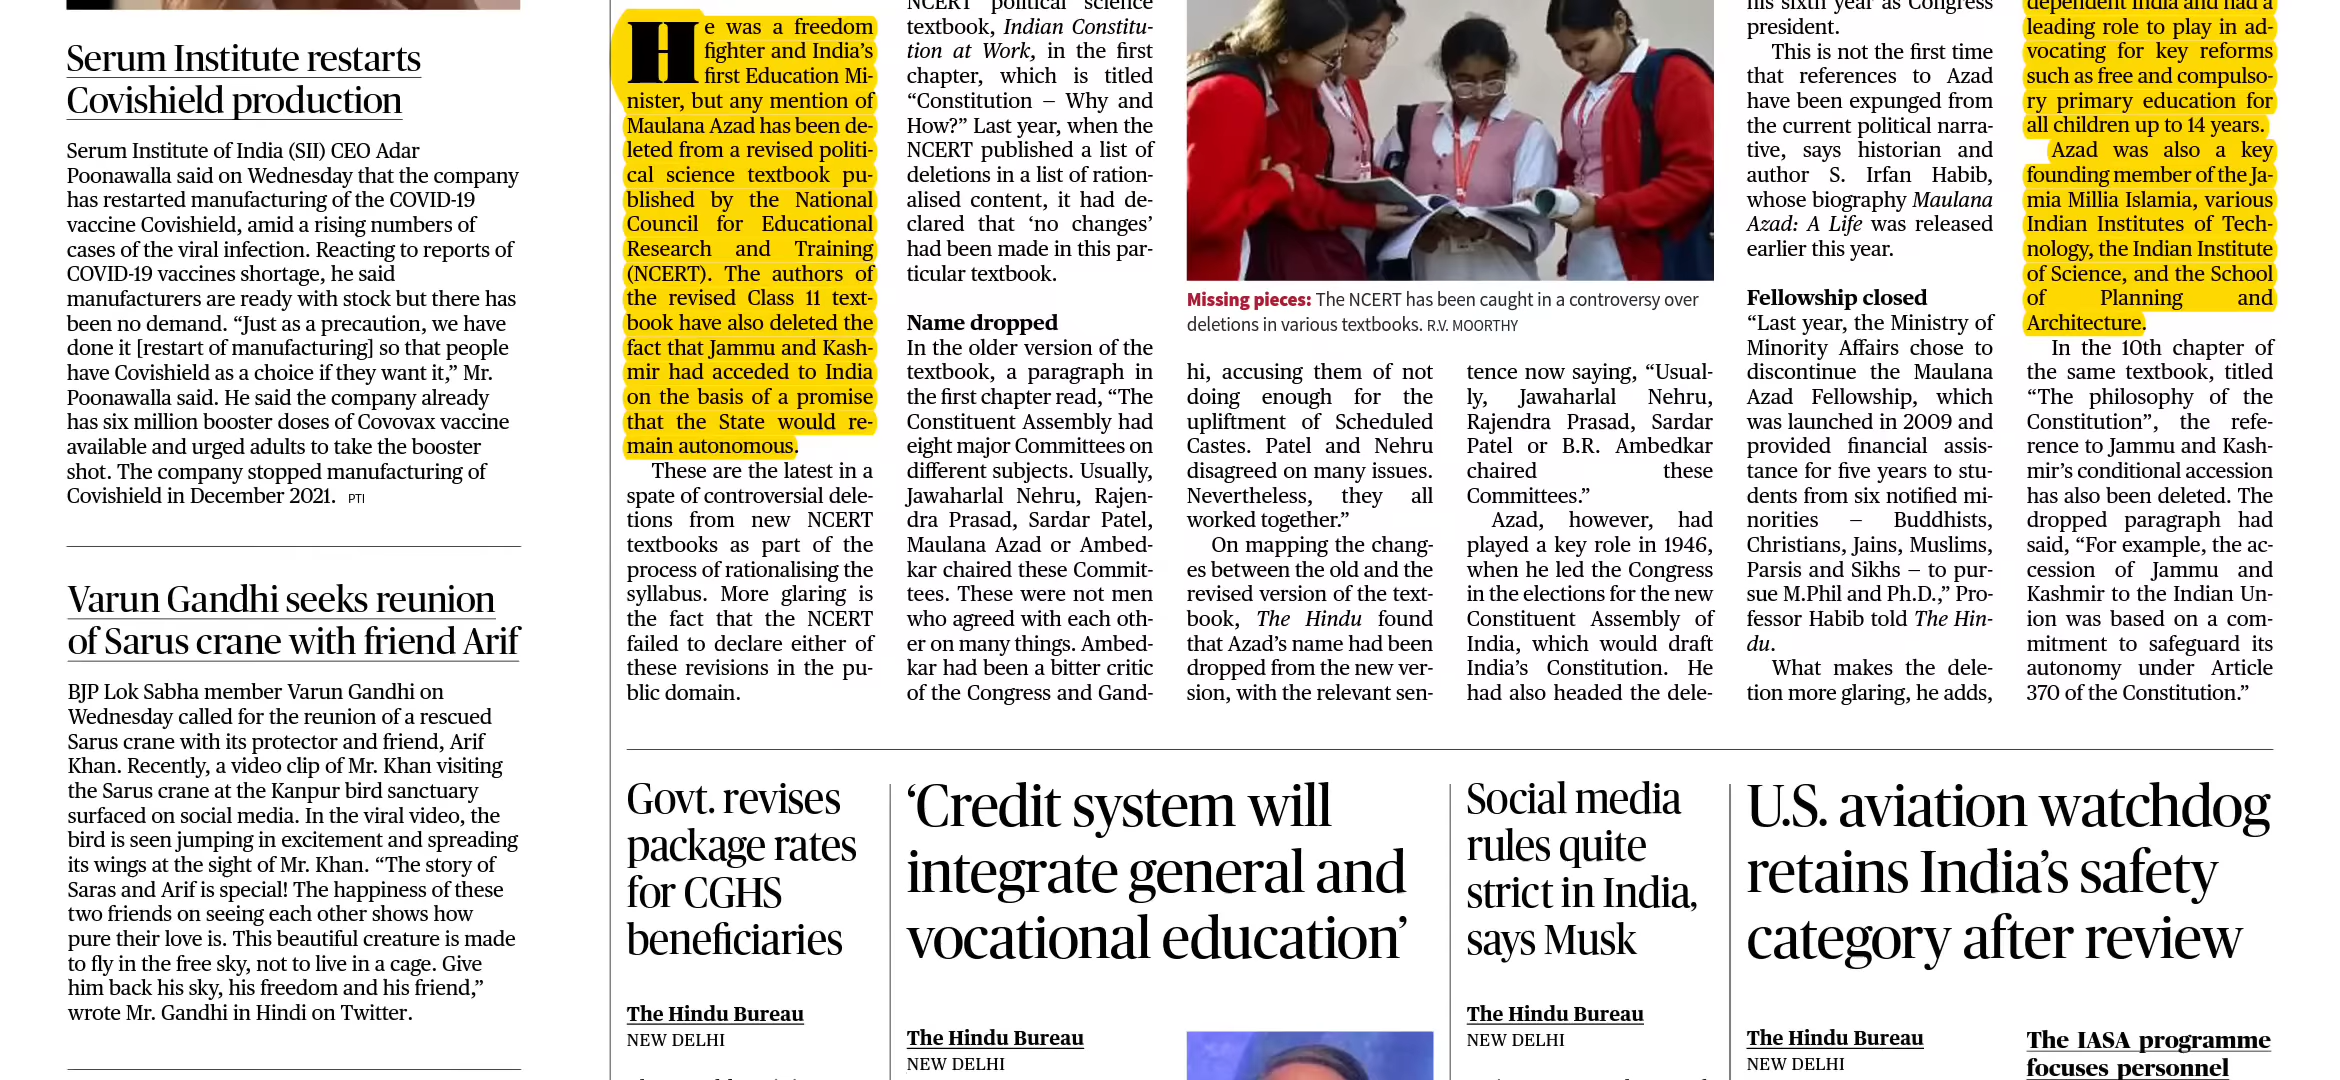 Serum Institute restarts
Covishield production
Serum Institute of India (SII) CEO Adar
Poonawalla said on Wednesday that the company
has restarted manufacturing of the COVID-19
vaccine Covishield, amid a rising numbers of
cases of the viral infection. Reacting to reports of
COVID-19 vaccines shortage, he said
manufacturers are ready with stock but there has
been no demand. “Just as a precaution, we have
done it [restart of manufacturing] so that people
have Covishield as a choice if they want it,” Mr.
Poonawalla said. He said the company already
has six million booster doses of Covovax vaccine
available and urged adults to take the booster
shot. The company stopped manufacturing of
Covishield in December 2021. PTI
Varun Gandhi seeks reunion
of Sarus crane with friend Arif
BJP Lok Sabha member Varun Gandhi on
Wednesday called for the reunion of a rescued
Sarus crane with its protector and friend, Arif
Khan. Recently, a video clip of Mr. Khan visiting
the Sarus crane at the Kanpur bird sanctuary
surfaced on social media. In the viral video, the
bird is seen jumping in excitement and spreading
its wings at the sight of Mr. Khan. “The story of
Saras and Arif is special! The happiness of these
two friends on seeing each other shows how
pure their love is. This beautiful creature is made
to fly in the free sky, not to live in a cage. Give
him back his sky, his freedom and his friend,”
wrote Mr. Gandhi in Hindi on Twitter.
He was a freedom
fighter and India’s
first Education Mi-
nister, but any mention of
Maulana Azad has been de-
leted from a revised politi-
cal science textbook pu-
blished by the National
Council for Educational
Research and Training
(NCERT). The authors of
the revised Class 11 text-
book have also deleted the
fact that Jammu and Kash-
mir had acceded to India
on the basis of a promise
that the State would re-
main autonomous.
These are the latest in a
spate of controversial dele-
tions from new NCERT
textbooks as part of the
process of rationalising the
syllabus. More glaring is
the fact that the NCERT
failed to declare either of
these revisions in the pu-
blic domain.
NCERT political science
textbook, Indian Constitu-
tion at Work, in the first
chapter, which is titled
“Constitution – Why and
How?” Last year, when the
NCERT published a list of
deletions in a list of ration-
alised content, it had de-
clared that ‘no changes’
had been made in this par-
ticular textbook.
Name dropped
In the older version of the
textbook, a paragraph in
the first chapter read, “The
Constituent Assembly had
eight major Committees on
different subjects. Usually,
Jawaharlal Nehru, Rajen-
dra Prasad, Sardar Patel,
Maulana Azad or Ambed-
kar chaired these Commit-
tees. These were not men
who agreed with each oth-
er on many things. Ambed-
kar had been a bitter critic
of the Congress and Gand-
Missing pieces: The NCERT has been caught in a controversy over
deletions in various textbooks. R.V. MOORTHY
hi, accusing them of not
doing enough for the
upliftment of Scheduled
Castes. Patel and Nehru
disagreed on many issues.
Nevertheless, they all
worked together.”
On mapping the chang-
es between the old and the
revised version of the text-
book, The Hindu found
that Azad’s name had been
dropped from the new ver-
sion, with the relevant sen-
tence now saying, “Usual-
ly, Jawaharlal Nehru,
Rajendra Prasad, Sardar
Patel or B.R. Ambedkar
chaired these
Committees.”
Azad, however, had
played a key role in 1946,
when he led the Congress
in the elections for the new
Constituent Assembly of
India, which would draft
India’s Constitution. He
had also headed the dele-
his sixth year as Congress
president.
This is not the first time
that references to Azad
have been expunged from
the current political narra-
tive, says historian and
author S. Irfan Habib,
whose biography Maulana
Azad: A Life was released
earlier this year.
Fellowship closed
“Last year, the Ministry of
Minority Affairs chose to
discontinue the Maulana
Azad Fellowship, which
was launched in 2009 and
provided financial assis-
tance for five years to stu-
dents from six notified mi-
norities – Buddhists,
Christians, Jains, Muslims,
Parsis and Sikhs – to pur-
sue M.Phil and Ph.D.,” Pro-
fessor Habib told The Hin-
du.
What makes the dele-
tion more glaring, he adds,
dependent India and had a
leading role to play in ad-
vocating for key reforms
such as free and compulso-
ry primary education for
all children up to 14 years.
Azad was also a key
founding member of the Ja-
mia Millia Islamia, various
Indian Institutes of Tech-
nology, the Indian Institute
of Science, and the School
of Planning and
Architecture.
In the 10th chapter of
the same textbook, titled
“The philosophy of the
Constitution”, the refe-
rence to Jammu and Kash-
mir’s conditional accession
has also been deleted. The
dropped paragraph had
said, “For example, the ac-
cession of Jammu and
Kashmir to the Indian Un-
ion was based on a com-
mitment to safeguard its
autonomy under Article
370 of the Constitution.”
Govt. revises
package rates
for CGHS
beneficiaries
The Hindu Bureau
NEW DELHI
‘Credit system will
integrate general and
vocational education’
The Hindu Bureau
NEW DELHI
Social media
rules quite
strict in India,
says Musk
The Hindu Bureau
NEW DELHI
U.S. aviation watchdog
retains India’s safety
category after review
The Hindu Bureau
NEW DELHI
The IASA programme
focuses personnel